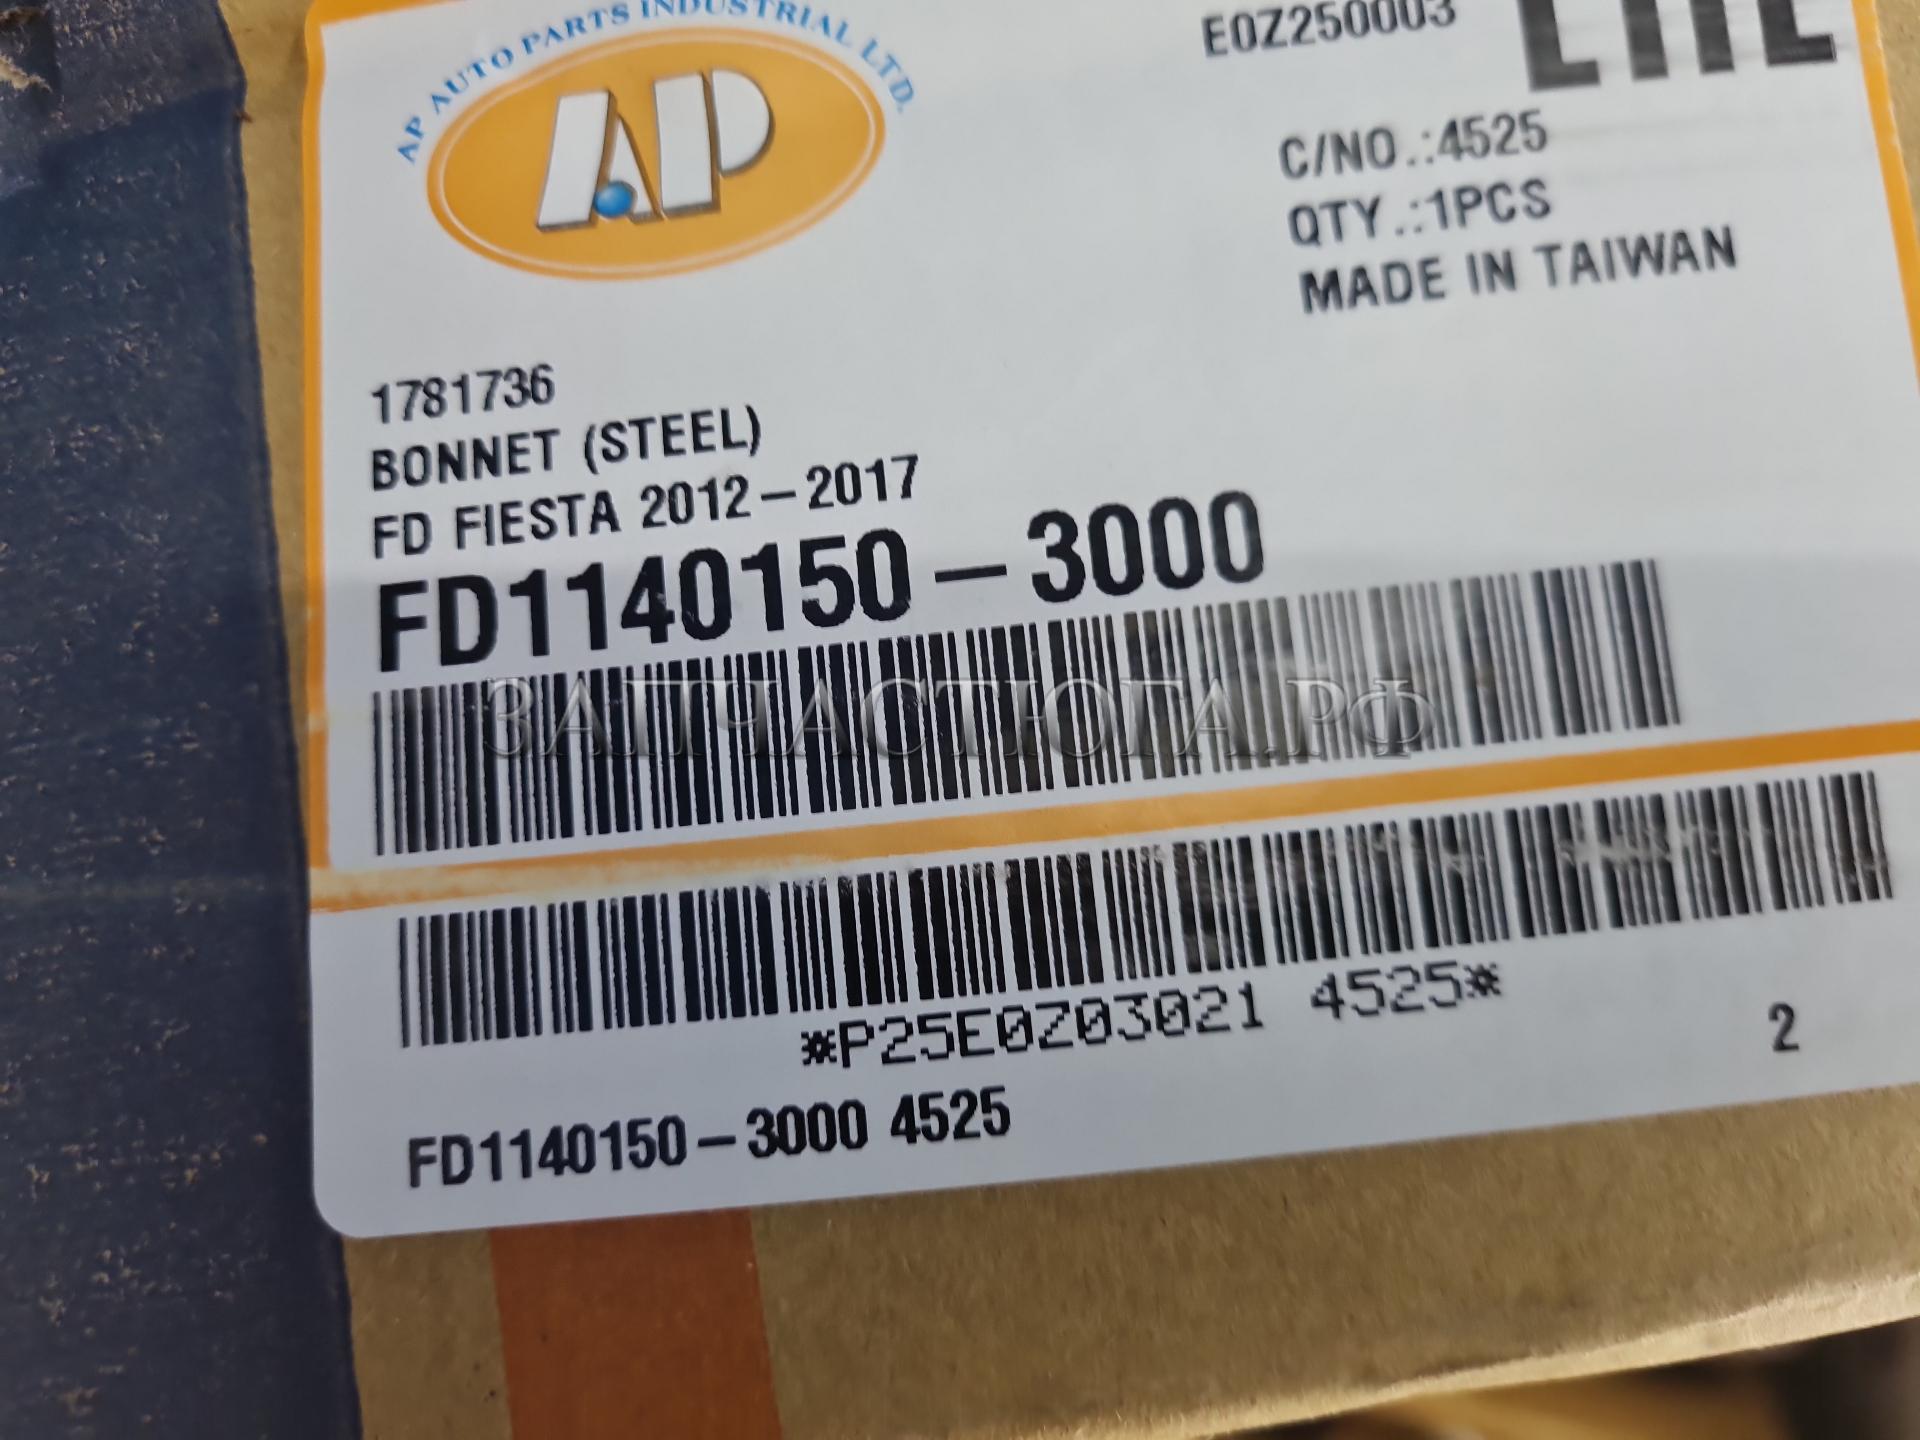 AP AUTO PARTS INDUSTRIAL LTD.
AP
E0Z250003
C/NO.:4525
QTY.:1PCS
MADE IN TAIWAN
1781736
BONNET (STEEL)
FD FIESTA 2012-2017
FD1140150-3000
ЗАПЧАСТЮГА.РФ
*P25E0Z03021 4525*
FD1140150-3000 4525
2